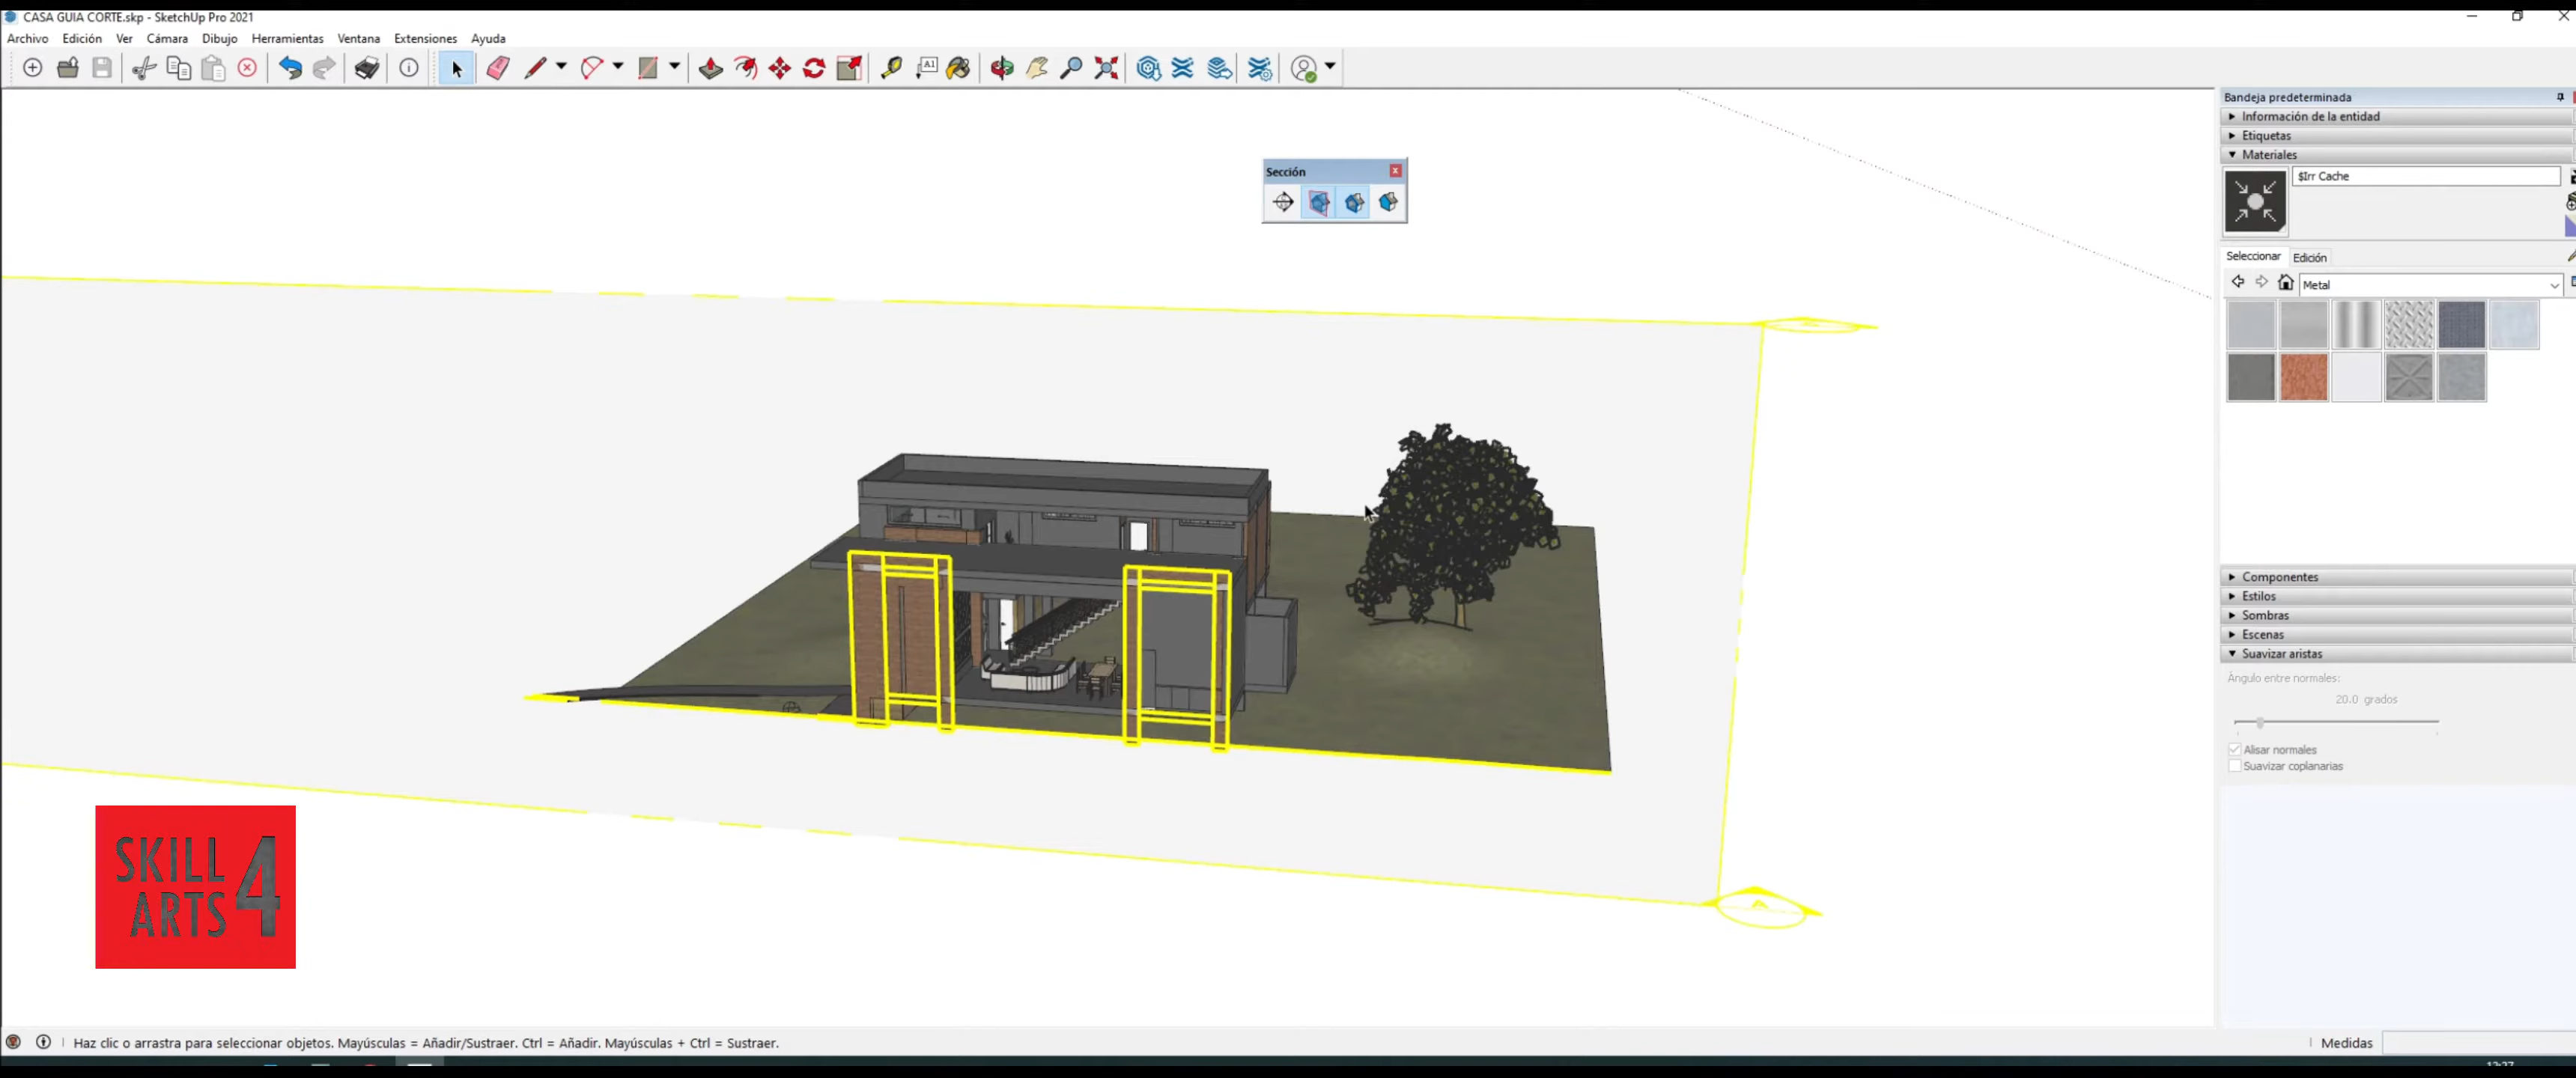 CASA GUIA CORTE.skp - SketchUp Pro 2021
Archivo Edición Ver Cámara Dibujo Herramientas Ventana Extensiones Ayuda
A1
Bandeja predeterminada
Información de la entidad
Etiquetas
Materiales
$Irr Cache
Sección
Seleccionar Edición
Metal
Componentes
Estilos
Sombras
Escenas
Suavizar aristas
Ángulo entre normales:
20.0 grados
Alisar normales
Suavizar coplanarias
SKILL
ARTS 4
Haz clic o arrastra para seleccionar objetos. Mayúsculas = Añadir/Sustraer. Ctrl = Añadir. Mayúsculas + Ctrl = Sustraer.
Medidas